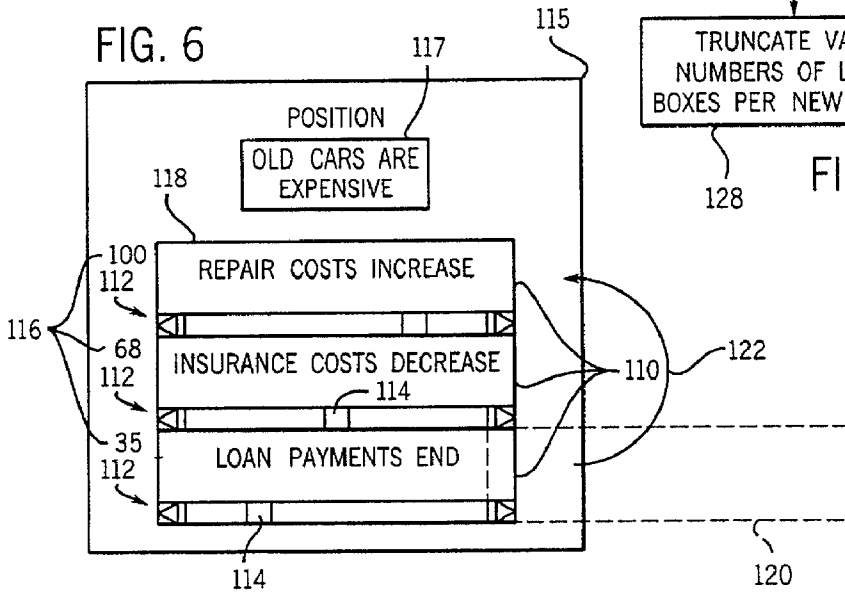 FIG. 6
115
117
POSITION
OLD CARS ARE
EXPENSIVE
118
100
REPAIR COSTS INCREASE
112
116
68
INSURANCE COSTS DECREASE
110
122
112
114
35
LOAN PAYMENTS END
112
114
120
TRUNCATE VA
NUMBERS OF L
BOXES PER NEW
128
FI